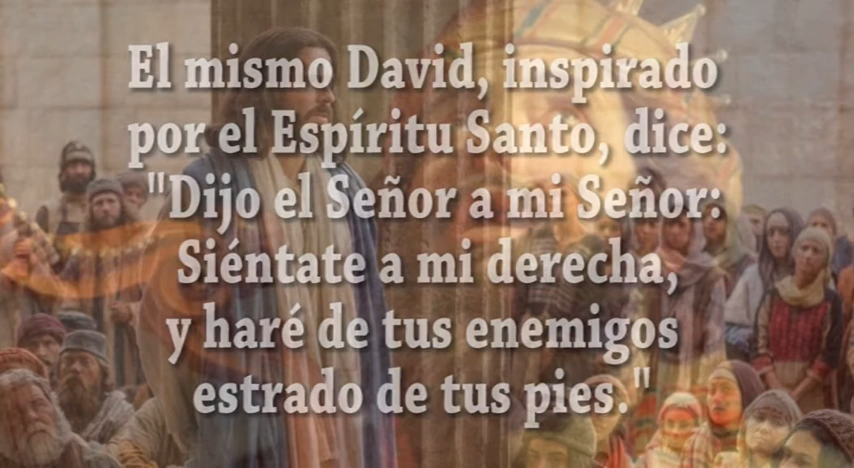 El mismo David, inspirado
por el Espíritu Santo, dice:
"Dijo el Señor a mi Señor:
Siéntate a mi derecha,
y haré de tus enemigos
estrado de tus pies."